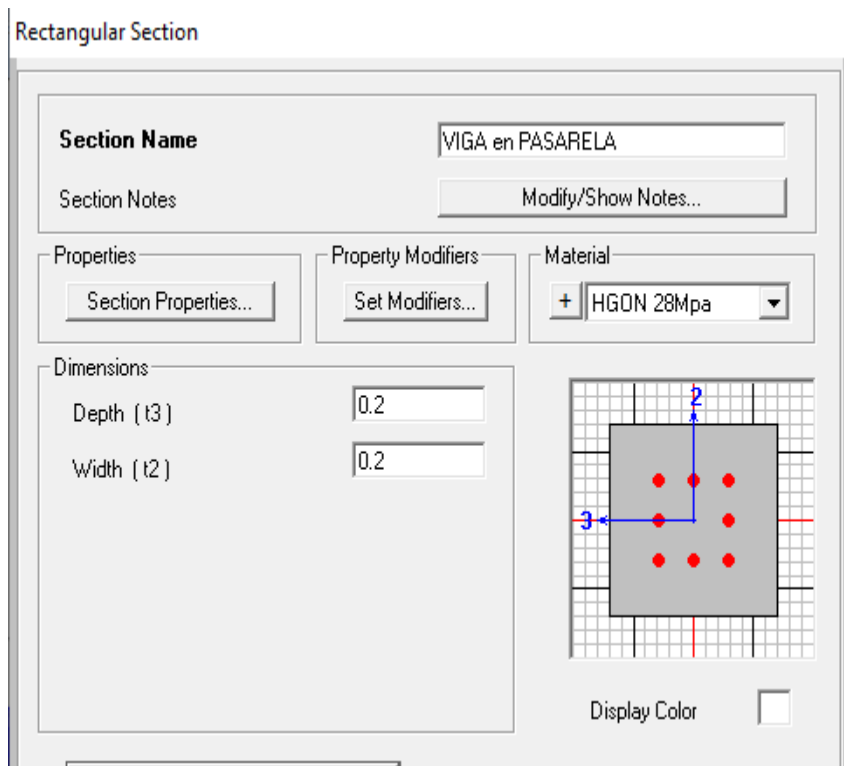 Rectangular Section
Section Name
VIGA en PASARELA
Section Notes
Modify/Show Notes...
Properties
Property Modifiers
Material
Section Properties...
Set Modifiers...
+
HGON 28Mpa
Dimensions
Depth ( t3 )
0.2
Width ( t2 )
0.2
2
3
Display Color